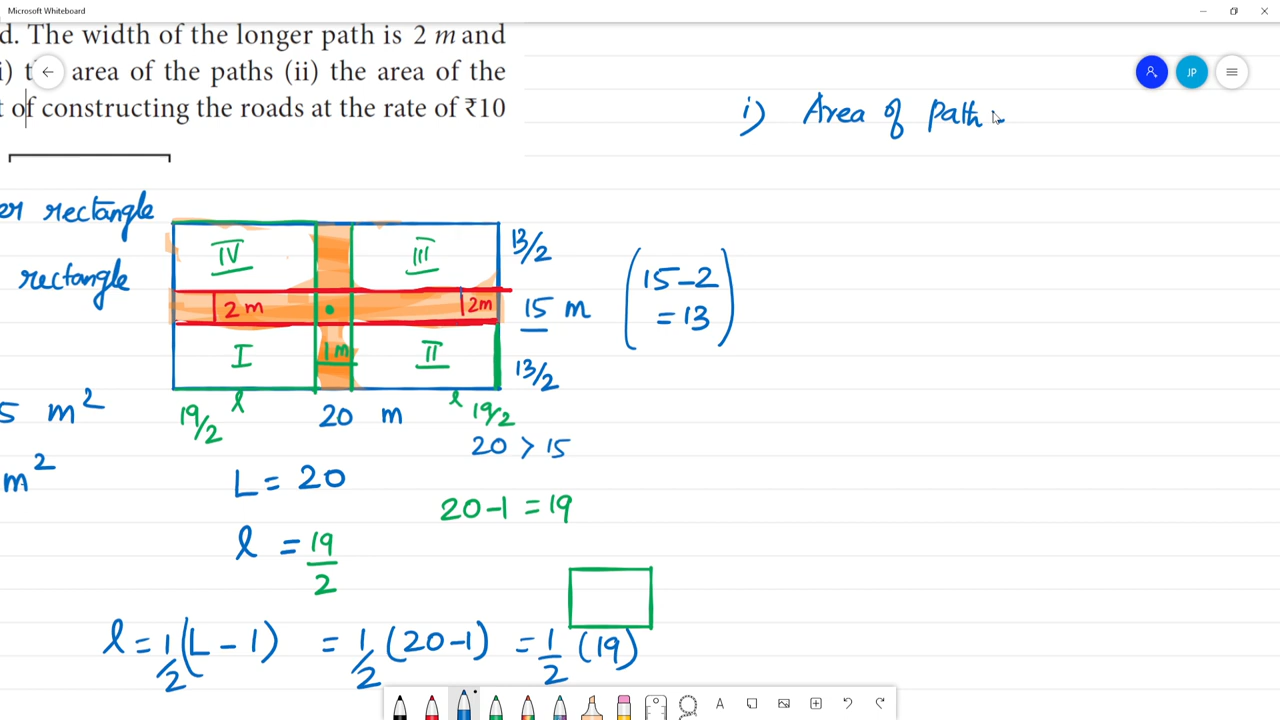 Microsoft Whiteboard
d. The width of the longer path is 2 m and
i) t area of the paths (ii) the area of the
t of constructing the roads at the rate of ₹10
JP
i) Area of path
er rectangle
rectangle
IV
III
13/2
2 m
2m
15 m
(15-2
= 13)
I
1 m
II
13/2
5 m²
19/2
l
20 m
l
19/2
20 > 15
m²
L = 20
20-1 = 19
l = 19/2
l = 1/2 (L - 1) = 1/2 (20-1) = 1/2 (19)
A